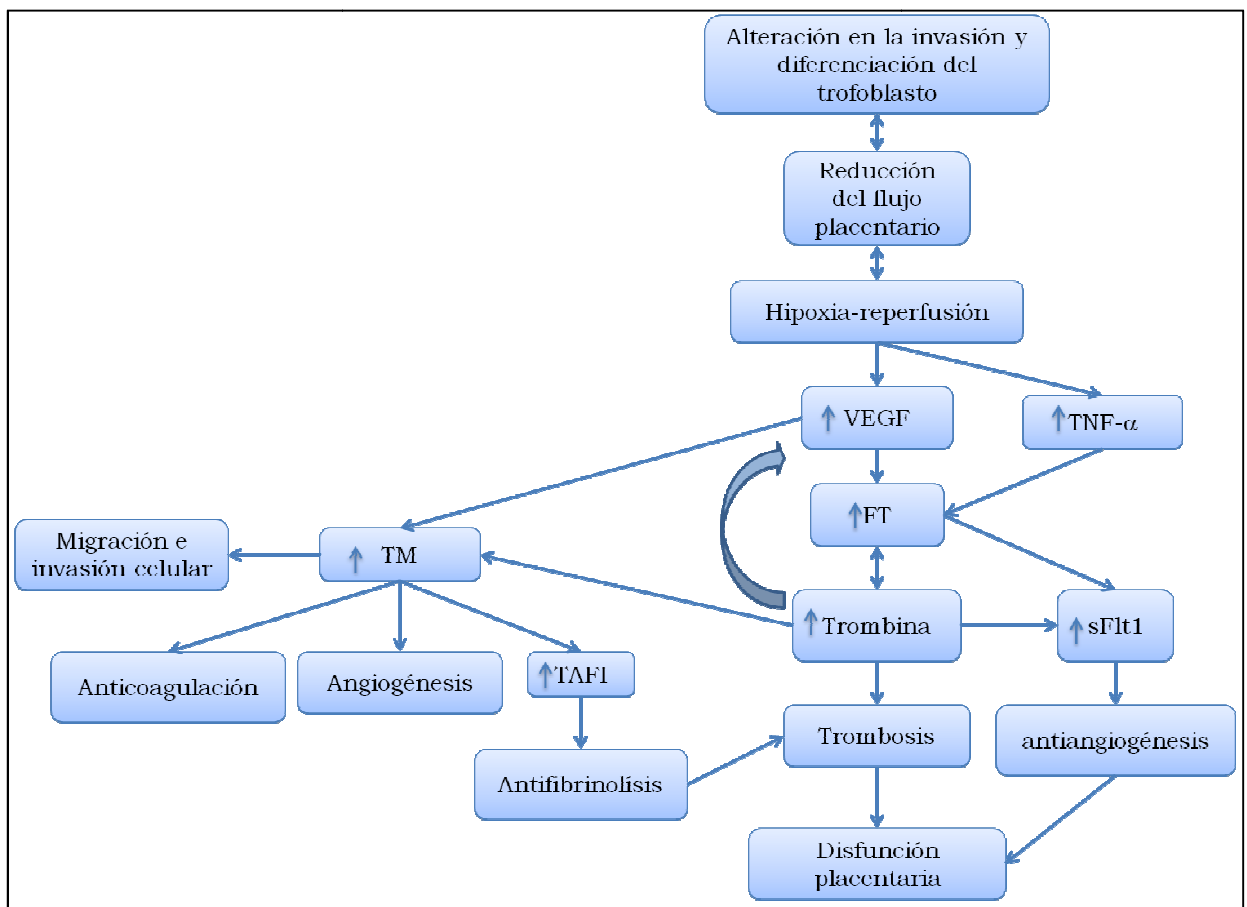 Alteración en la invasión y
diferenciación del
trofoblasto
Reducción
del flujo
placentario
Hipoxia-reperfusión
↑ VEGF
↑TNF-α
↑FT
Migración e
invasión celular
↑ TM
↑Trombina
↑sFlt1
Anticoagulación
Angiogénesis
↑TAFI
Trombosis
antiangiogénesis
Antifibrinolísis
Disfunción
placentaria